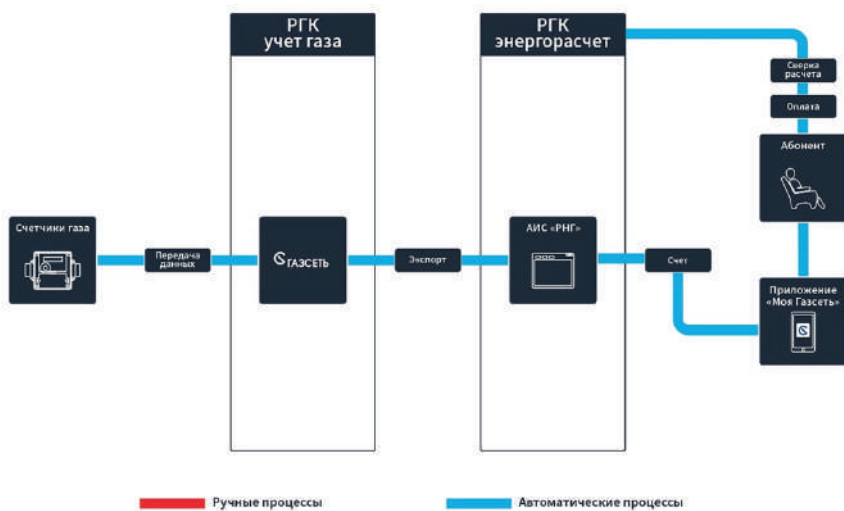 РГК
учет газа
РГК
энергорасчет
Сверка
расчета
Оплата
Абонент
Счетчики газа
Передача
данных
ГАЗСЕТЬ
Экспорт
АИС «РНГ»
Счет
Приложение
«Моя Газсеть»
Ручные процессы
Автоматические процессы